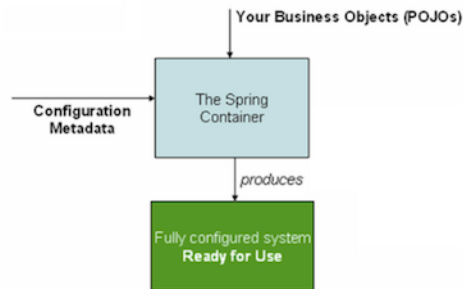 Your Business Objects (POJOs)
The Spring
Container
Configuration
Metadata
produces
Fully configured system
Ready for Use